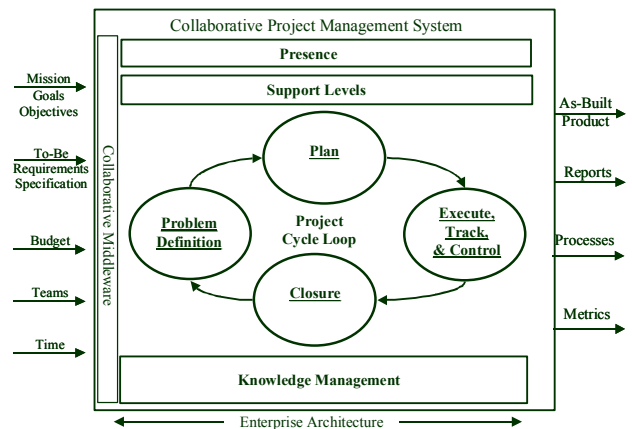 Collaborative Project Management System
Presence
Support Levels
Mission
Goals
Objectives
To-Be
Requirements
Specification
Budget
Teams
Time
Collaborative Middleware
Plan
Problem
Definition
Project
Cycle Loop
Execute,
Track,
& Control
Closure
Knowledge Management
As-Built
Product
Reports
Processes
Metrics
Enterprise Architecture